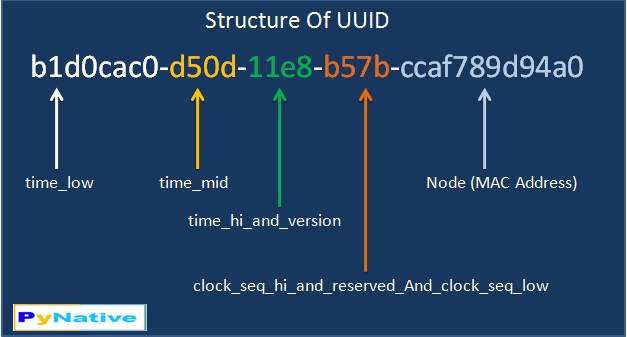 Structure Of UUID
b1d0cac0-d50d-11e8-b57b-ccaf789d94a0
time_low
time_mid
Node (MAC Address)
time_hi_and_version
clock_seq_hi_and_reserved_And_clock_seq_low
PyNative